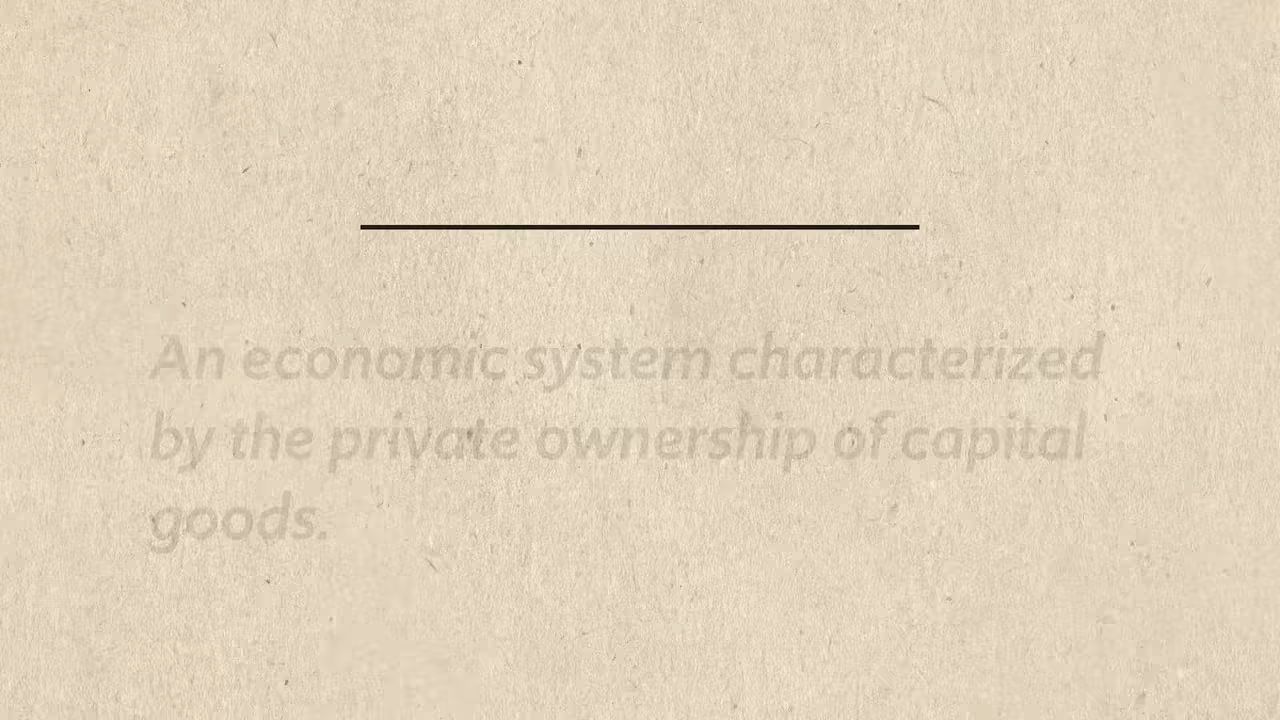 An economic system characterized
by the private ownership of capital
goods.